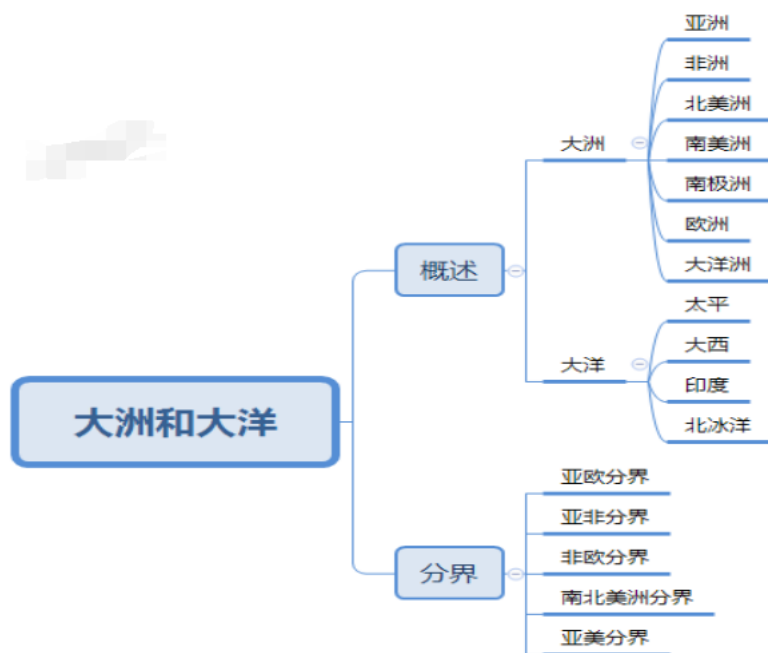 大洲和大洋
概述
大洲
亚洲
非洲
北美洲
南美洲
南极洲
欧洲
大洋洲
大洋
太平
大西
印度
北冰洋
分界
亚欧分界
亚非分界
非欧分界
南北美洲分界
亚美分界